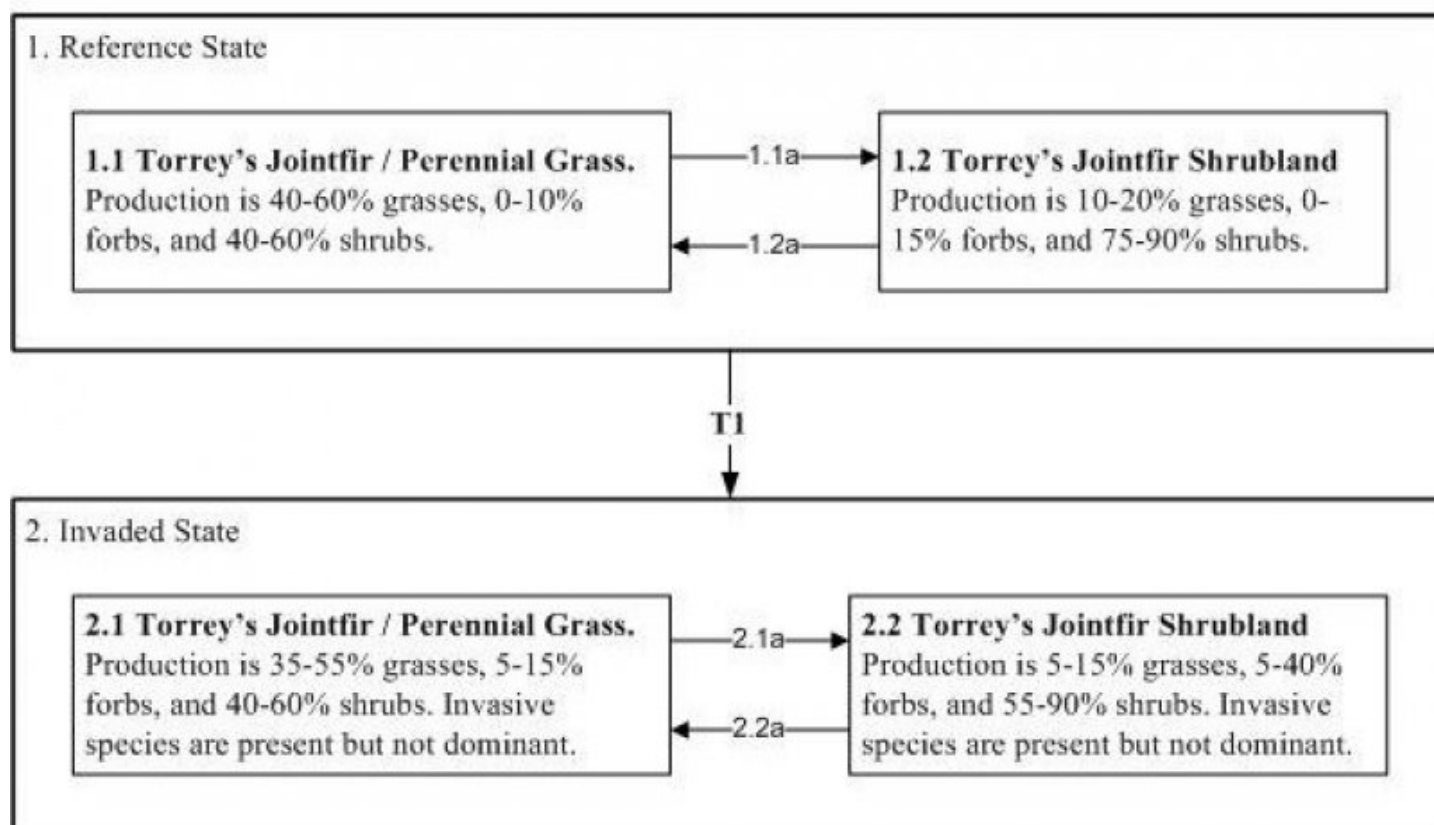 1. Reference State
1.1 Torrey's Jointfir / Perennial Grass.
Production is 40-60% grasses, 0-10%
forbs, and 40-60% shrubs.
1.1a
1.2a
1.2 Torrey's Jointfir Shrubland
Production is 10-20% grasses, 0-
15% forbs, and 75-90% shrubs.
T1
2. Invaded State
2.1 Torrey's Jointfir / Perennial Grass.
Production is 35-55% grasses, 5-15%
forbs, and 40-60% shrubs. Invasive
species are present but not dominant.
2.1a
2.2a
2.2 Torrey's Jointfir Shrubland
Production is 5-15% grasses, 5-40%
forbs, and 55-90% shrubs. Invasive
species are present but not dominant.